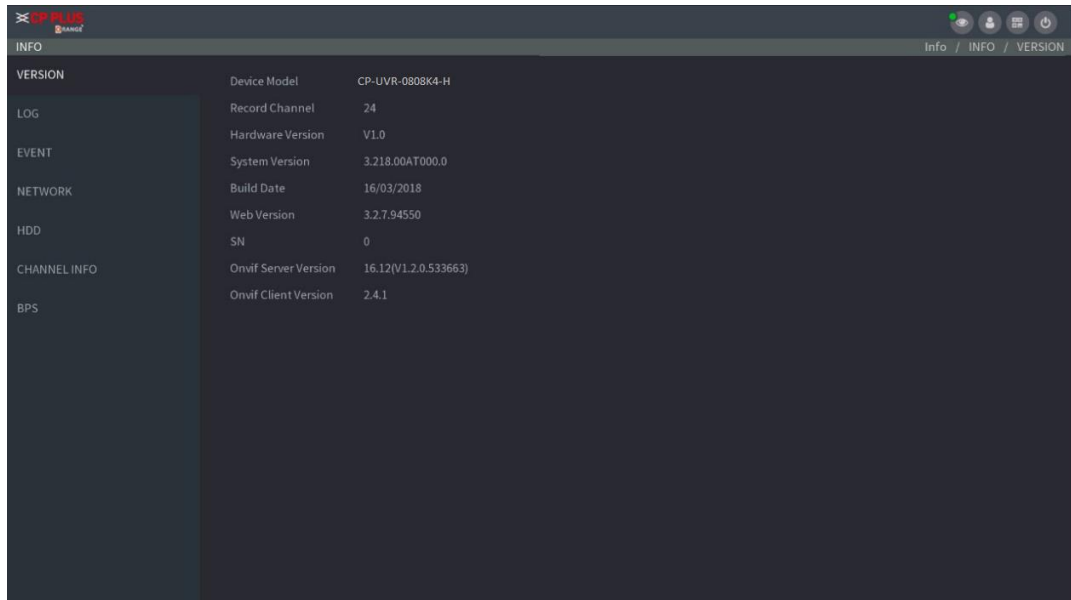 CP PLUS
ORANGE
INFO
Info / INFO / VERSION
VERSION
LOG
EVENT
NETWORK
HDD
CHANNEL INFO
BPS
Device Model CP-UVR-0808K4-H
Record Channel 24
Hardware Version V1.0
System Version 3.218.00AT000.0
Build Date 16/03/2018
Web Version 3.2.7.94550
SN 0
Onvif Server Version 16.12(V1.2.0.533663)
Onvif Client Version 2.4.1